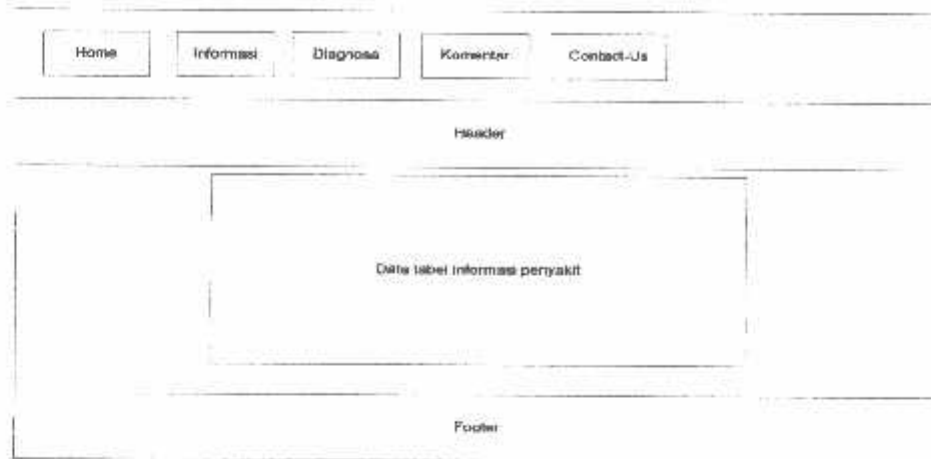 Home Informasi Diagnosa Komentar Contact-Us
Header
Data tabel informasi penyakit
Footer